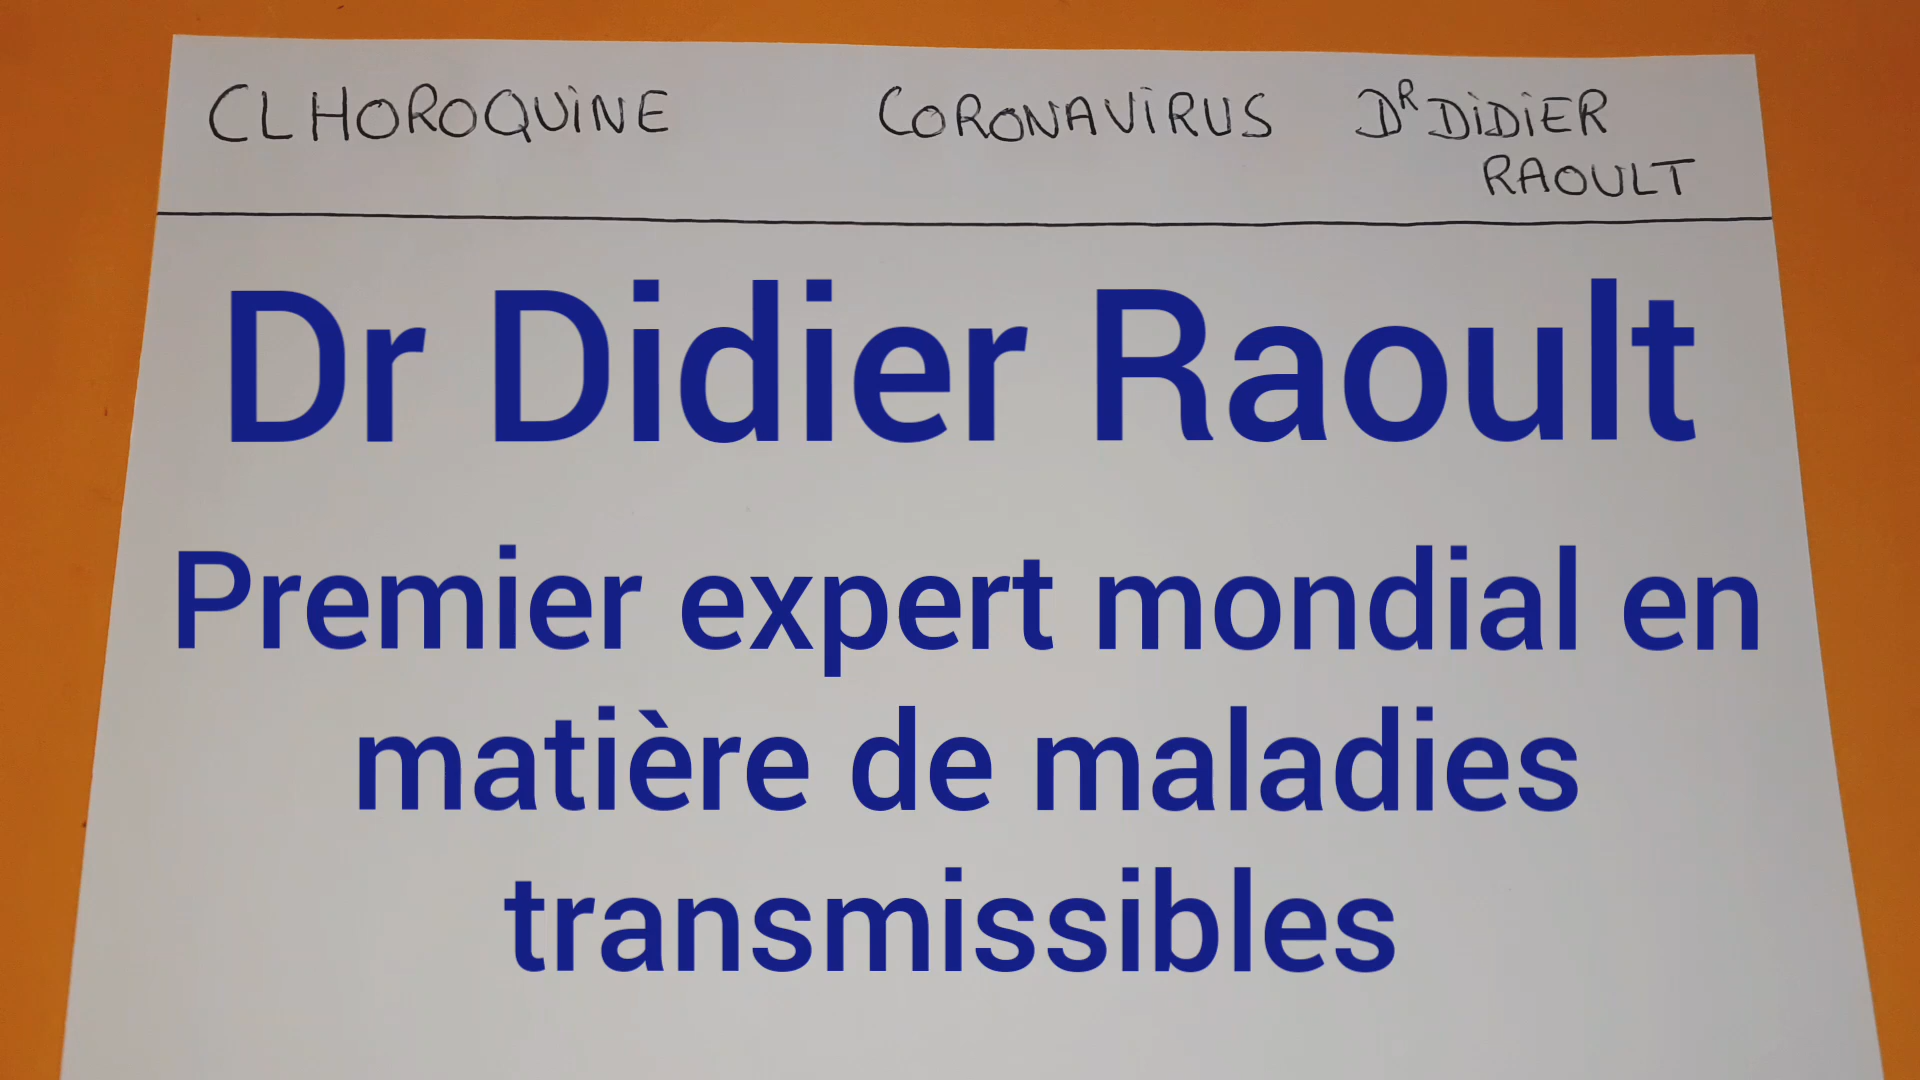 CLHOROQUINE CORONAVIRUS DR DIDIER
RAOULT
Dr Didier Raoult
Premier expert mondial en
matière de maladies
transmissibles